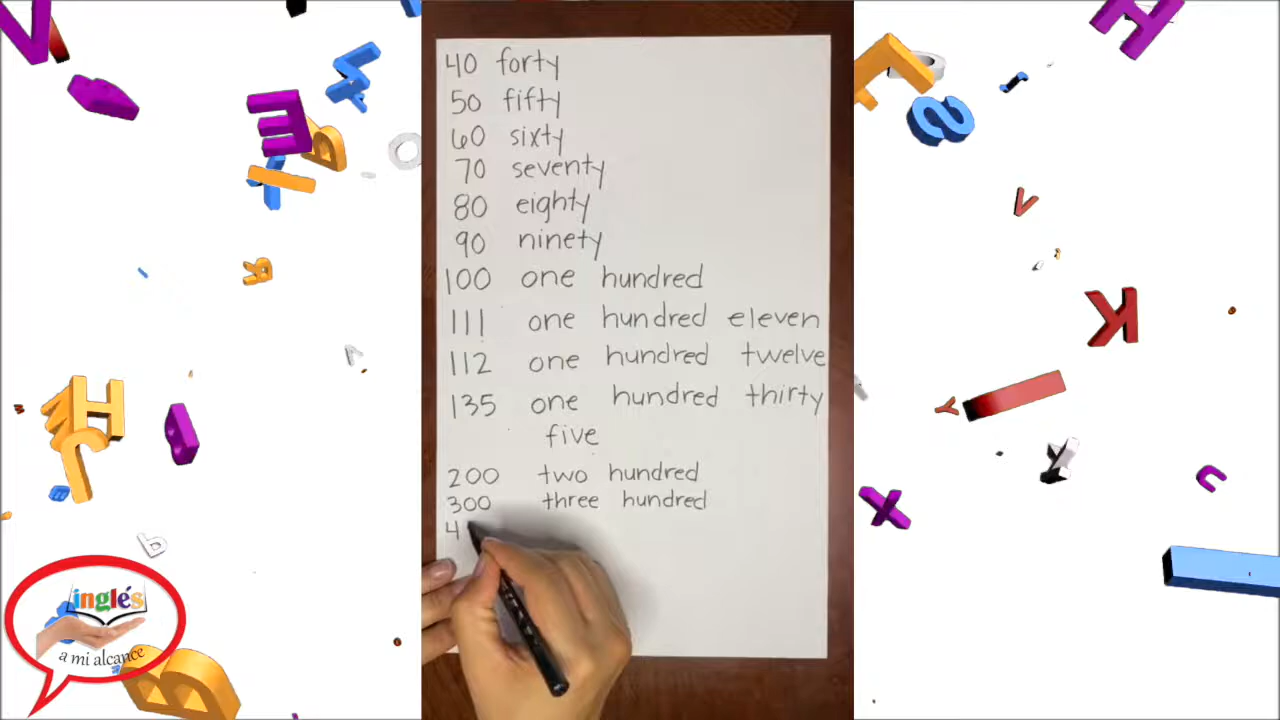 40 forty
50 fifty
60 sixty
70 seventy
80 eighty
90 ninety
100 one hundred
111 one hundred eleven
112 one hundred twelve
135 one hundred thirty
five
200 two hundred
300 three hundred
4
inglés
a mi alcance